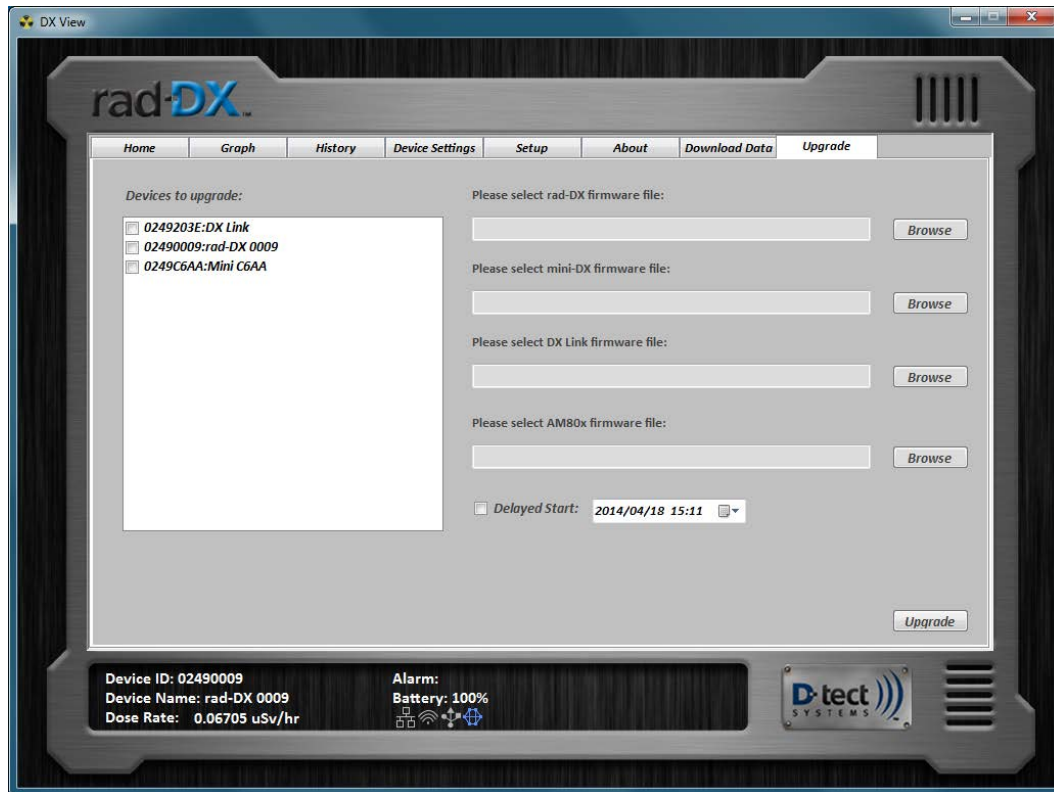 DX View
rad-DX™
Home Graph History Device Settings Setup About Download Data Upgrade
Devices to upgrade:
0249203E:DX Link
02490009:rad-DX 0009
0249C6AA:Mini C6AA
Please select rad-DX firmware file:
Browse
Please select mini-DX firmware file:
Browse
Please select DX Link firmware file:
Browse
Please select AM80x firmware file:
Browse
Delayed Start: 2014/04/18 15:11
Upgrade
Device ID: 02490009
Device Name: rad-DX 0009
Dose Rate: 0.06705 uSv/hr
Alarm:
Battery: 100%
D-tect
SYSTEMS